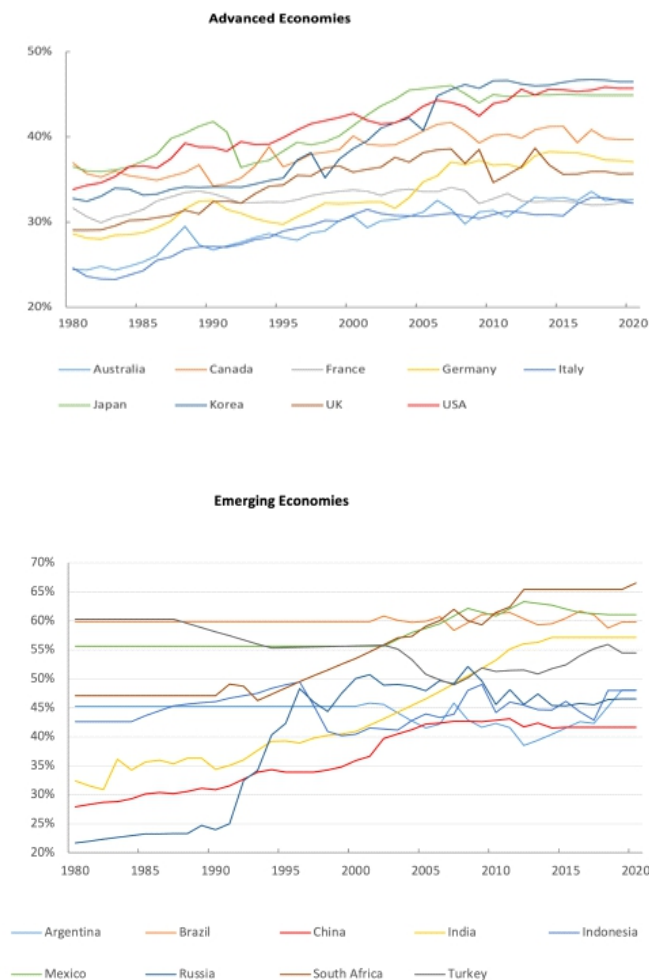 Advanced Economies
50%
40%
30%
20%
1980 1985 1990 1995 2000 2005 2010 2015 2020
Australia Canada France Germany Italy
Japan Korea UK USA
Emerging Economies
70%
65%
60%
55%
50%
45%
40%
35%
30%
25%
20%
1980 1985 1990 1995 2000 2005 2010 2015 2020
Argentina Brazil China India Indonesia
Mexico Russia South Africa Turkey